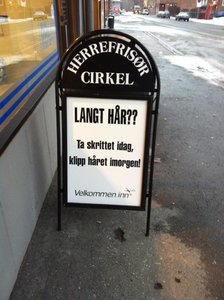 HERREFRISØR
CIRKEL
LANGT HÅR??
Ta skrittet idag,
klipp håret imorgen!
Velkommen inn